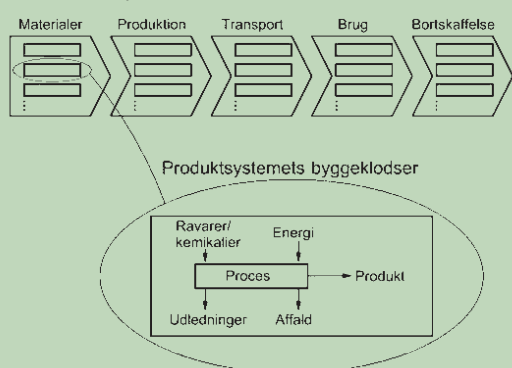 Materialer Produktion Transport Brug Bortskaffelse
Produktsystemets byggeklodser
Ravarer/ Energi
kemikalier
Proces Produkt
Udledninger Affald